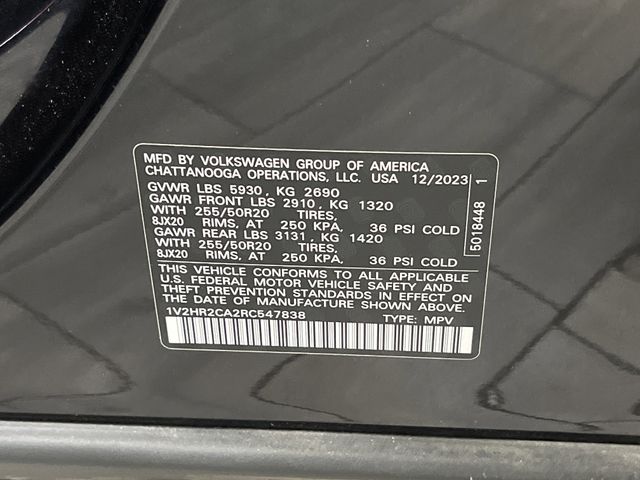 MFD BY VOLKSWAGEN GROUP OF AMERICA
CHATTANOOGA OPERATIONS, LLC. USA 12/2023
GVWR LBS 5930, KG 2690
GAWR FRONT LBS 2910, KG 1320
WITH 255/50R20 TIRES,
8JX20 RIMS, AT 250 KPA, 36 PSI COLD
GAWR REAR LBS 3131, KG 1420
WITH 255/50R20 TIRES,
8JX20 RIMS, AT 250 KPA, 36 PSI COLD
THIS VEHICLE CONFORMS TO ALL APPLICABLE
U.S. FEDERAL MOTOR VEHICLE SAFETY AND
THEFT PREVENTION STANDARDS IN EFFECT ON
THE DATE OF MANUFACTURE SHOWN ABOVE.
1V2HR2CA2RC547838 TYPE: MPV
5018448 1